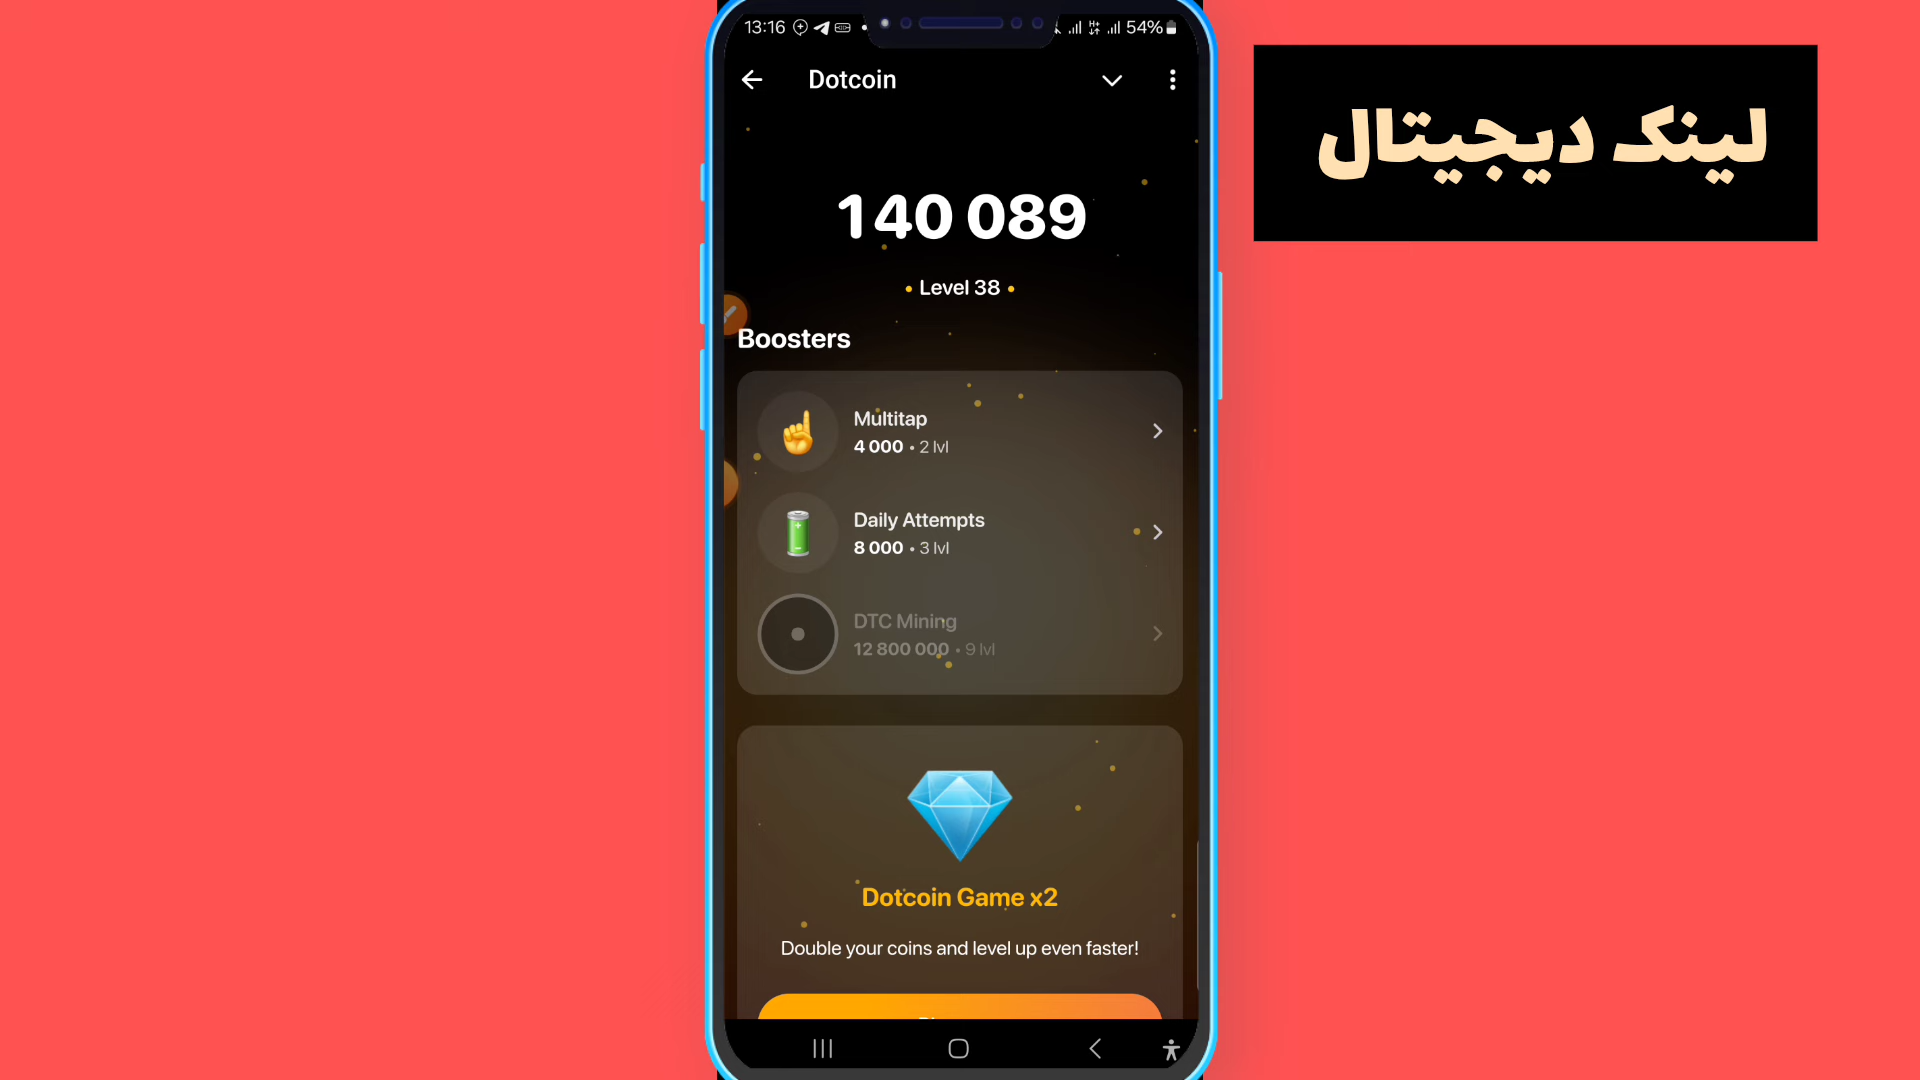 13:16
54%
Dotcoin
لینک دیجیتال
140 089
• Level 38 •
Boosters
Multitap
4 000 • 2 lvl
Daily Attempts
8 000 • 3 lvl
DTC Mining
12 800 000 • 9 lvl
Dotcoin Game x2
Double your coins and level up even faster!